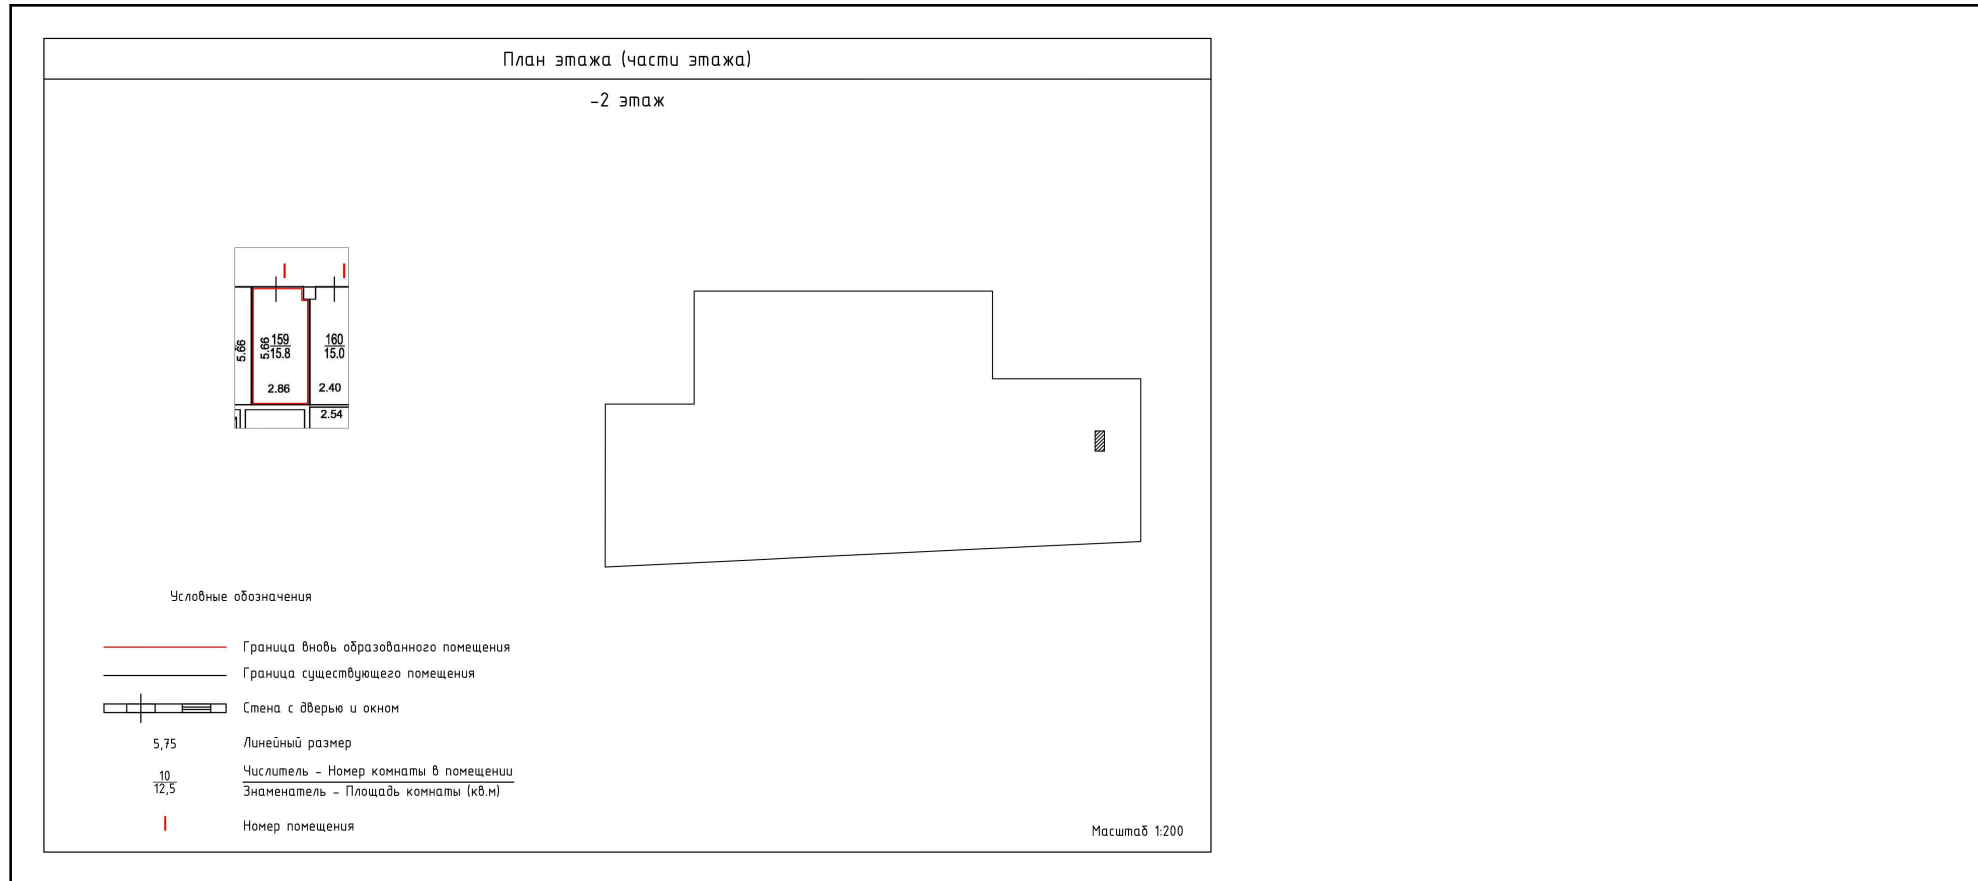 План этажа (части этажа)
-2 этаж
I
I
5.66
5.66
159
15.8
160
15.0
2.86
2.40
2.54
Условные обозначения
Граница вновь образованного помещения
Граница существующего помещения
Стена с дверью и окном
5,75
Линейный размер
10
12,5
Числитель - Номер комнаты в помещении
Знаменатель - Площадь комнаты (кв.м)
I
Номер помещения
Масштаб 1:200